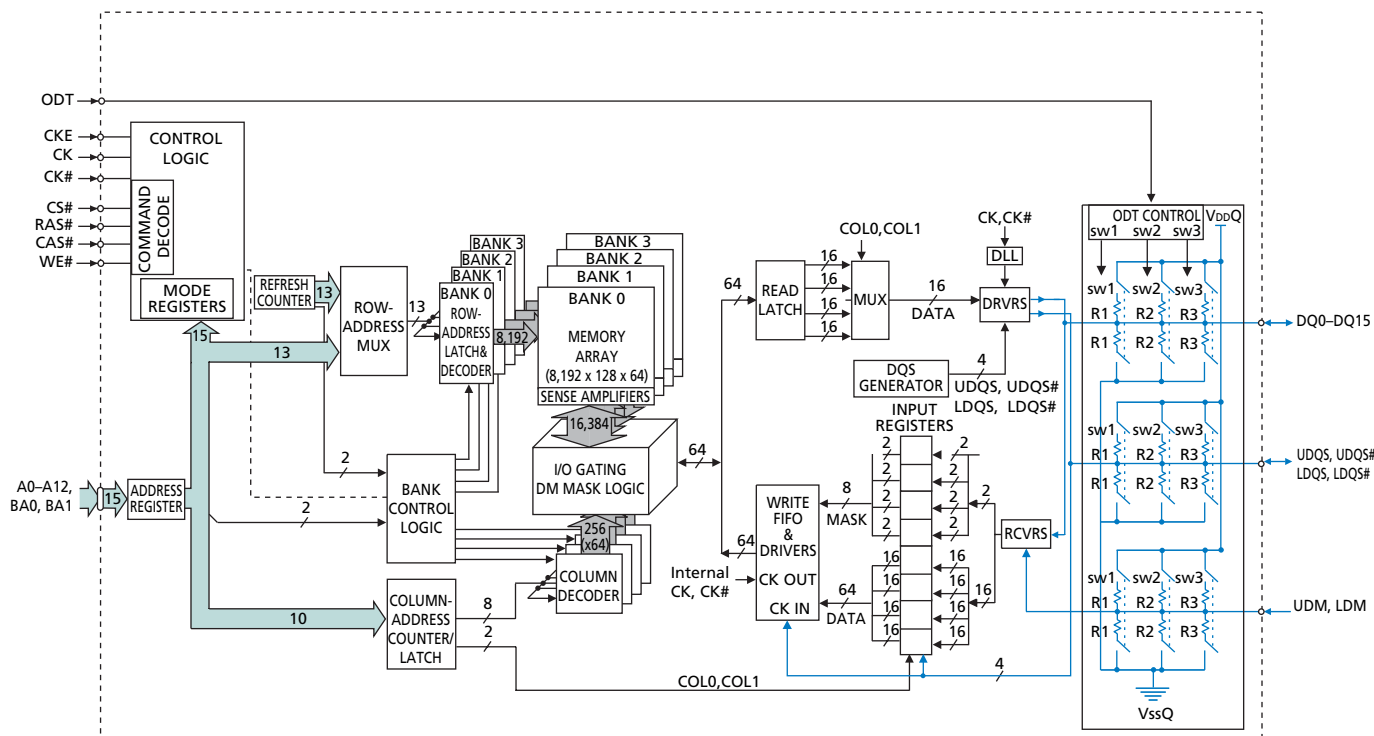 ODT
CKE
CK
CK#
CS#
RAS#
CAS#
WE#
CONTROL
LOGIC
COMMAND
DECODE
MODE
REGISTERS
15
REFRESH
COUNTER
13
13
ROW-
ADDRESS
MUX
13
BANK 3
BANK 2
BANK 1
BANK 0
ROW-
ADDRESS
LATCH&
DECODER
8,192
BANK 3
BANK 2
BANK 1
BANK 0
MEMORY
ARRAY
(8,192 x 128 x 64)
SENSE AMPLIFIERS
16,384
I/O GATING
DM MASK LOGIC
256
(x64)
COLUMN
DECODER
A0–A12,
BA0, BA1
15
ADDRESS
REGISTER
2
2
BANK
CONTROL
LOGIC
10
COLUMN-
ADDRESS
COUNTER/
LATCH
8
2
COL0,COL1
64
64
64
READ
LATCH
16
16
16
16
COL0,COL1
MUX
16
DATA
CK,CK#
DLL
DRVRS
DQS
GENERATOR
4
UDQS, UDQS#
LDQS, LDQS#
INPUT
REGISTERS
2
2
2
2
2
2
2
2
2
WRITE
FIFO
&
DRIVERS
CK OUT
CK IN
8
MASK
64
DATA
Internal
CK, CK#
16
16
16
16
16
16
16
16
16
RCVRS
4
ODT CONTROL
VDDQ
sw1 sw2 sw3
sw1 sw2 sw3
R1 R2 R3
R1 R2 R3
sw1 sw2 sw3
R1 R2 R3
R1 R2 R3
sw1 sw2 sw3
R1 R2 R3
R1 R2 R3
VssQ
DQ0–DQ15
UDQS, UDQS#
LDQS, LDQS#
UDM, LDM